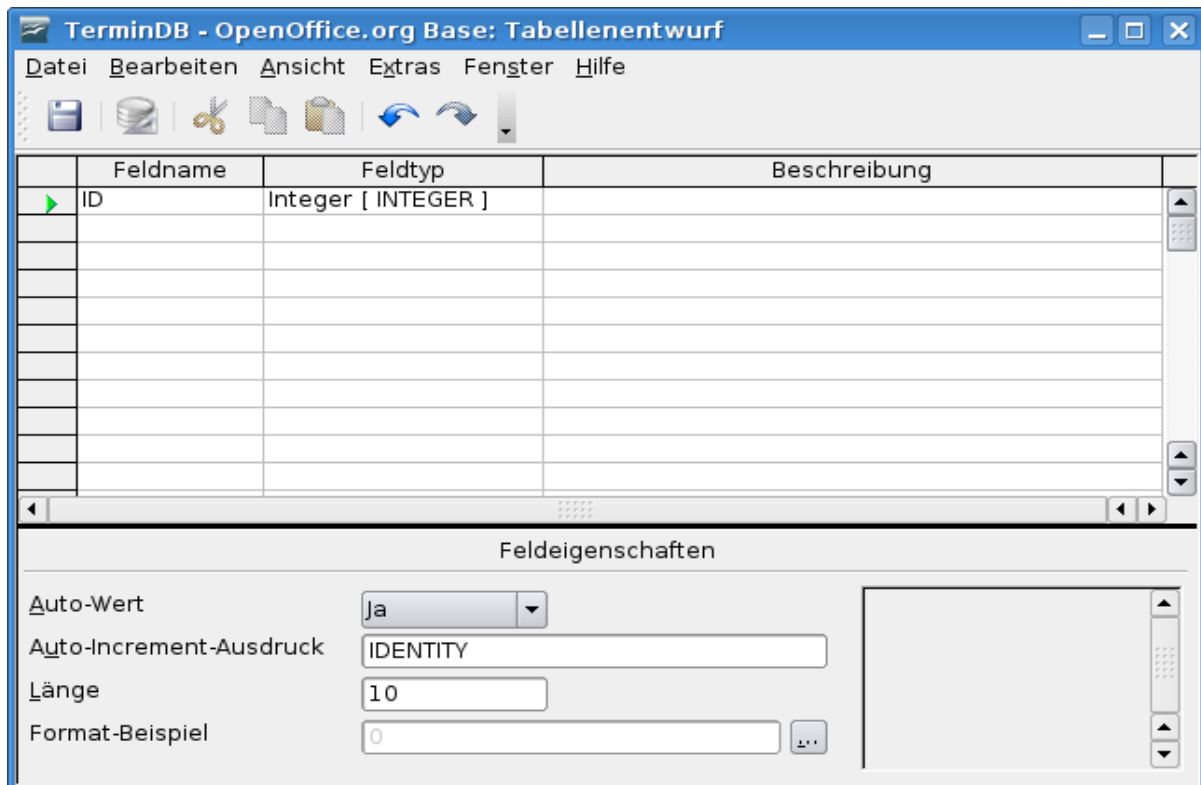 TerminDB - OpenOffice.org Base: Tabellenentwurf
Datei Bearbeiten Ansicht Extras Fenster Hilfe
Feldname Feldtyp Beschreibung
ID Integer [ INTEGER ]
Feldeigenschaften
Auto-Wert Ja
Auto-Increment-Ausdruck IDENTITY
Länge 10
Format-Beispiel 0
...